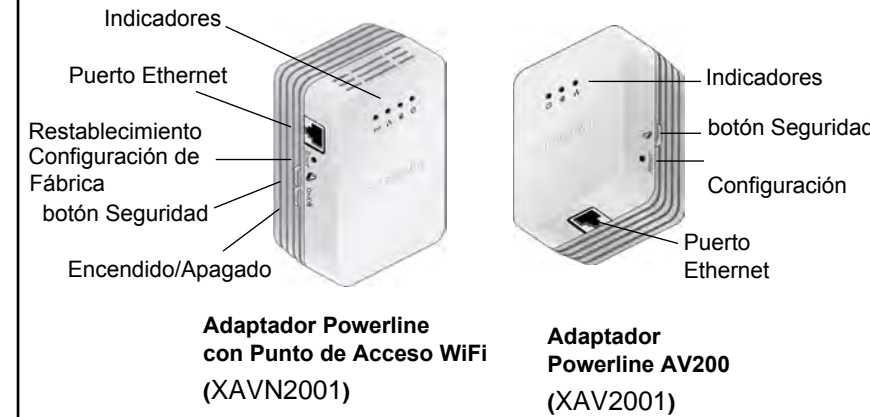 Indicadores
Puerto Ethernet
Restablecimiento
Configuración de
Fábrica
botón Seguridad
Encendido/Apagado
Adaptador Powerline
con Punto de Acceso WiFi
(XAVN2001)
Indicadores
botón Seguridad
Configuración
Puerto
Ethernet
Adaptador
Powerline AV200
(XAV2001)